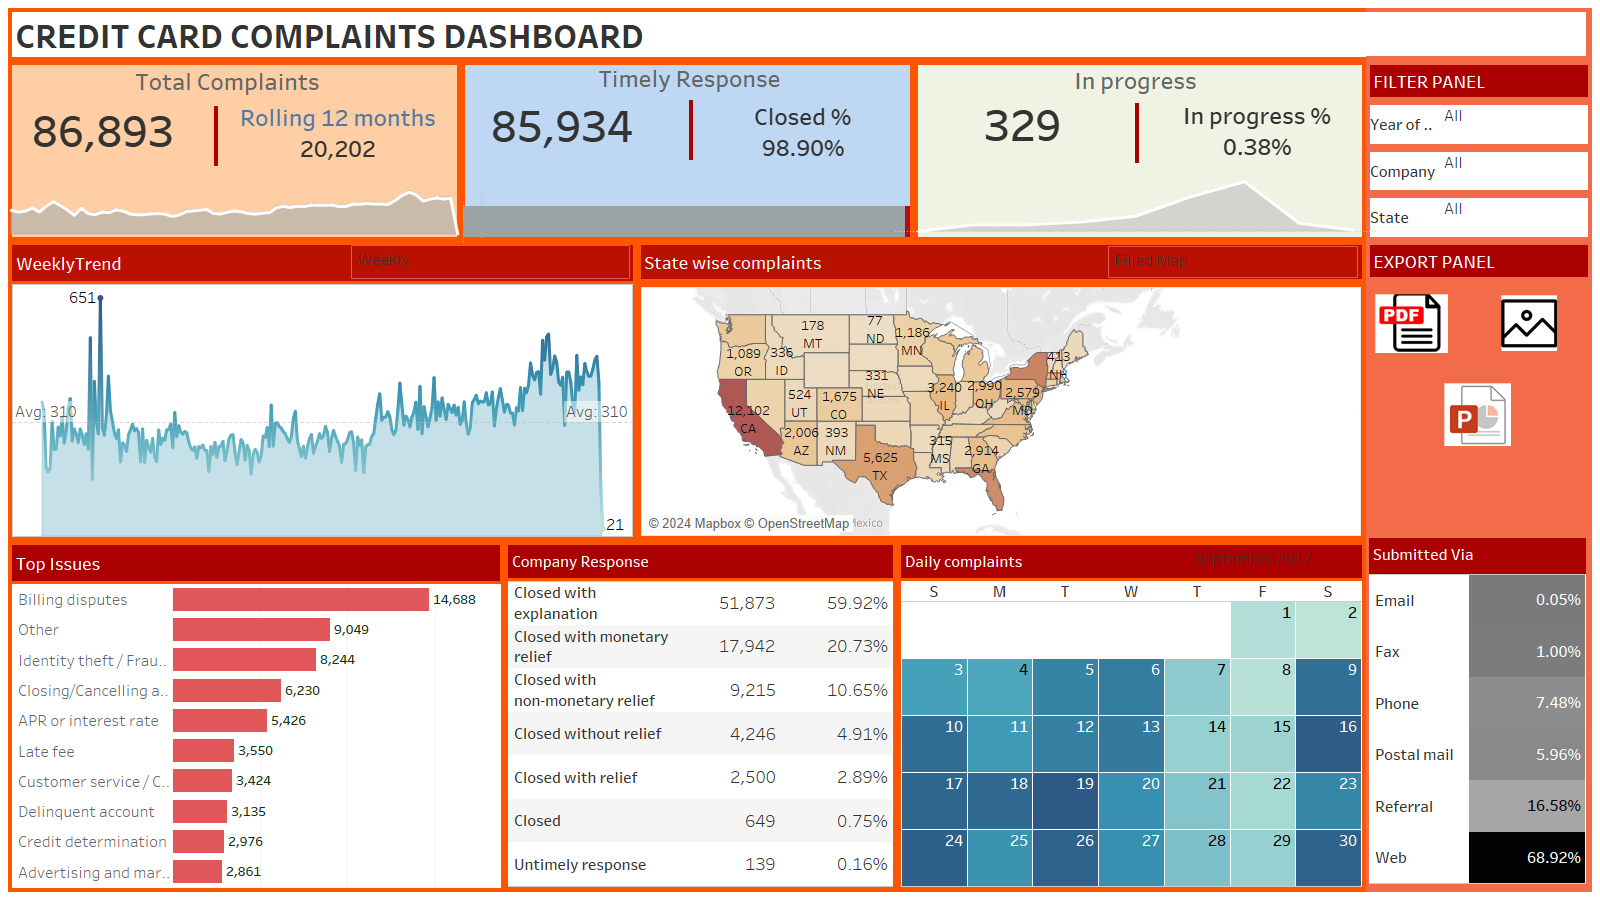 CREDIT CARD COMPLAINTS DASHBOARD
Total Complaints
86,893
Rolling 12 months
20,202
Timely Response
85,934
Closed %
98.90%
In progress
329
In progress %
0.38%
FILTER PANEL
Year of ..
All
Company
All
State
All
WeeklyTrend
Weekly
651
Avg: 310
Avg: 310
21
State wise complaints
Filled Map
178
MT
77
ND
1,186
MN
1,089
OR
336
ID
413
NH
331
NE
524
UT
1,675
CO
3,240
IL
2,990
OH
2,579
MD
12,102
CA
2,006
AZ
393
NM
315
MS
2,914
GA
5,625
TX
© 2024 Mapbox © OpenStreetMap
Mexico
EXPORT PANEL
PDF
P
Top Issues
Billing disputes
14,688
Other
9,049
Identity theft / Frau..
8,244
Closing/Cancelling a..
6,230
APR or interest rate
5,426
Late fee
3,550
Customer service / C..
3,424
Delinquent account
3,135
Credit determination
2,976
Advertising and mar..
2,861
Company Response
Closed with
explanation
51,873
59.92%
Closed with monetary
relief
17,942
20.73%
Closed with
non-monetary relief
9,215
10.65%
Closed without relief
4,246
4.91%
Closed with relief
2,500
2.89%
Closed
649
0.75%
Untimely response
139
0.16%
Daily complaints
September 2017
S M T W T F S
1 2
3 4 5 6 7 8 9
10 11 12 13 14 15 16
17 18 19 20 21 22 23
24 25 26 27 28 29 30
Submitted Via
Email
0.05%
Fax
1.00%
Phone
7.48%
Postal mail
5.96%
Referral
16.58%
Web
68.92%